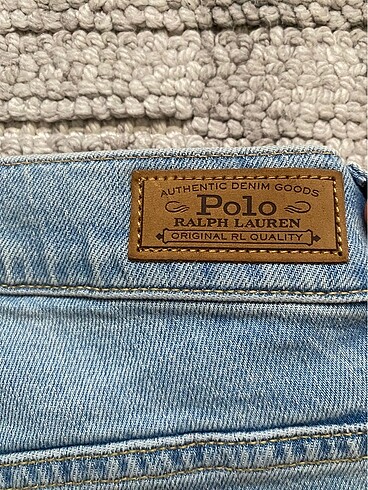 AUTHENTIC DENIM GOODS
Polo
RALPH LAUREN
ORIGINAL RL QUALITY